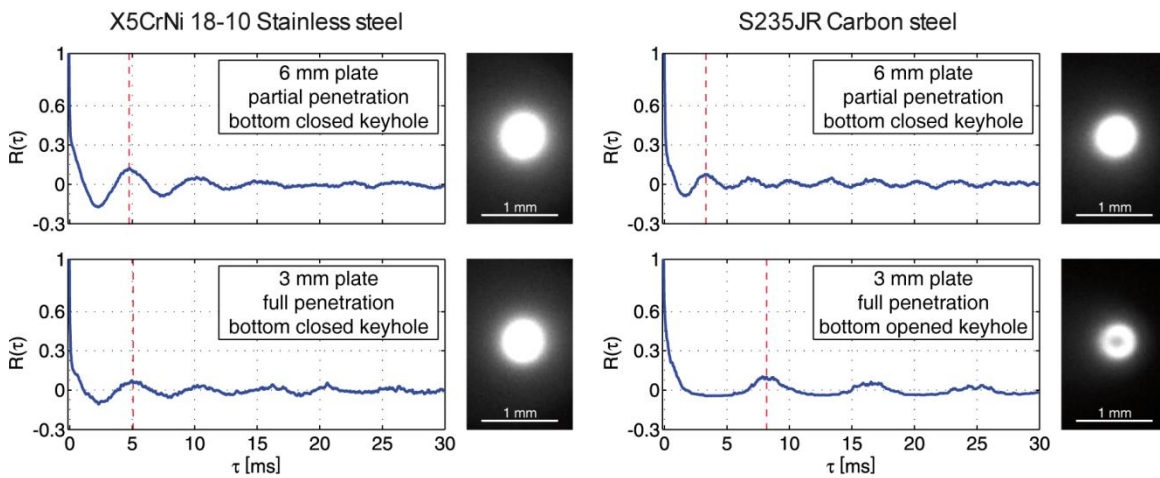 X5CrNi 18-10 Stainless steel
S235JR Carbon steel
1
0.6
0.3
0
-0.3
R(τ)
6 mm plate
partial penetration
bottom closed keyhole
1 mm
1
0.6
0.3
0
-0.3
R(τ)
6 mm plate
partial penetration
bottom closed keyhole
1 mm
1
0.6
0.3
0
-0.3
R(τ)
3 mm plate
full penetration
bottom closed keyhole
0 5 10 15 20 25 30
τ [ms]
1 mm
1
0.6
0.3
0
-0.3
R(τ)
3 mm plate
full penetration
bottom opened keyhole
0 5 10 15 20 25 30
τ [ms]
1 mm